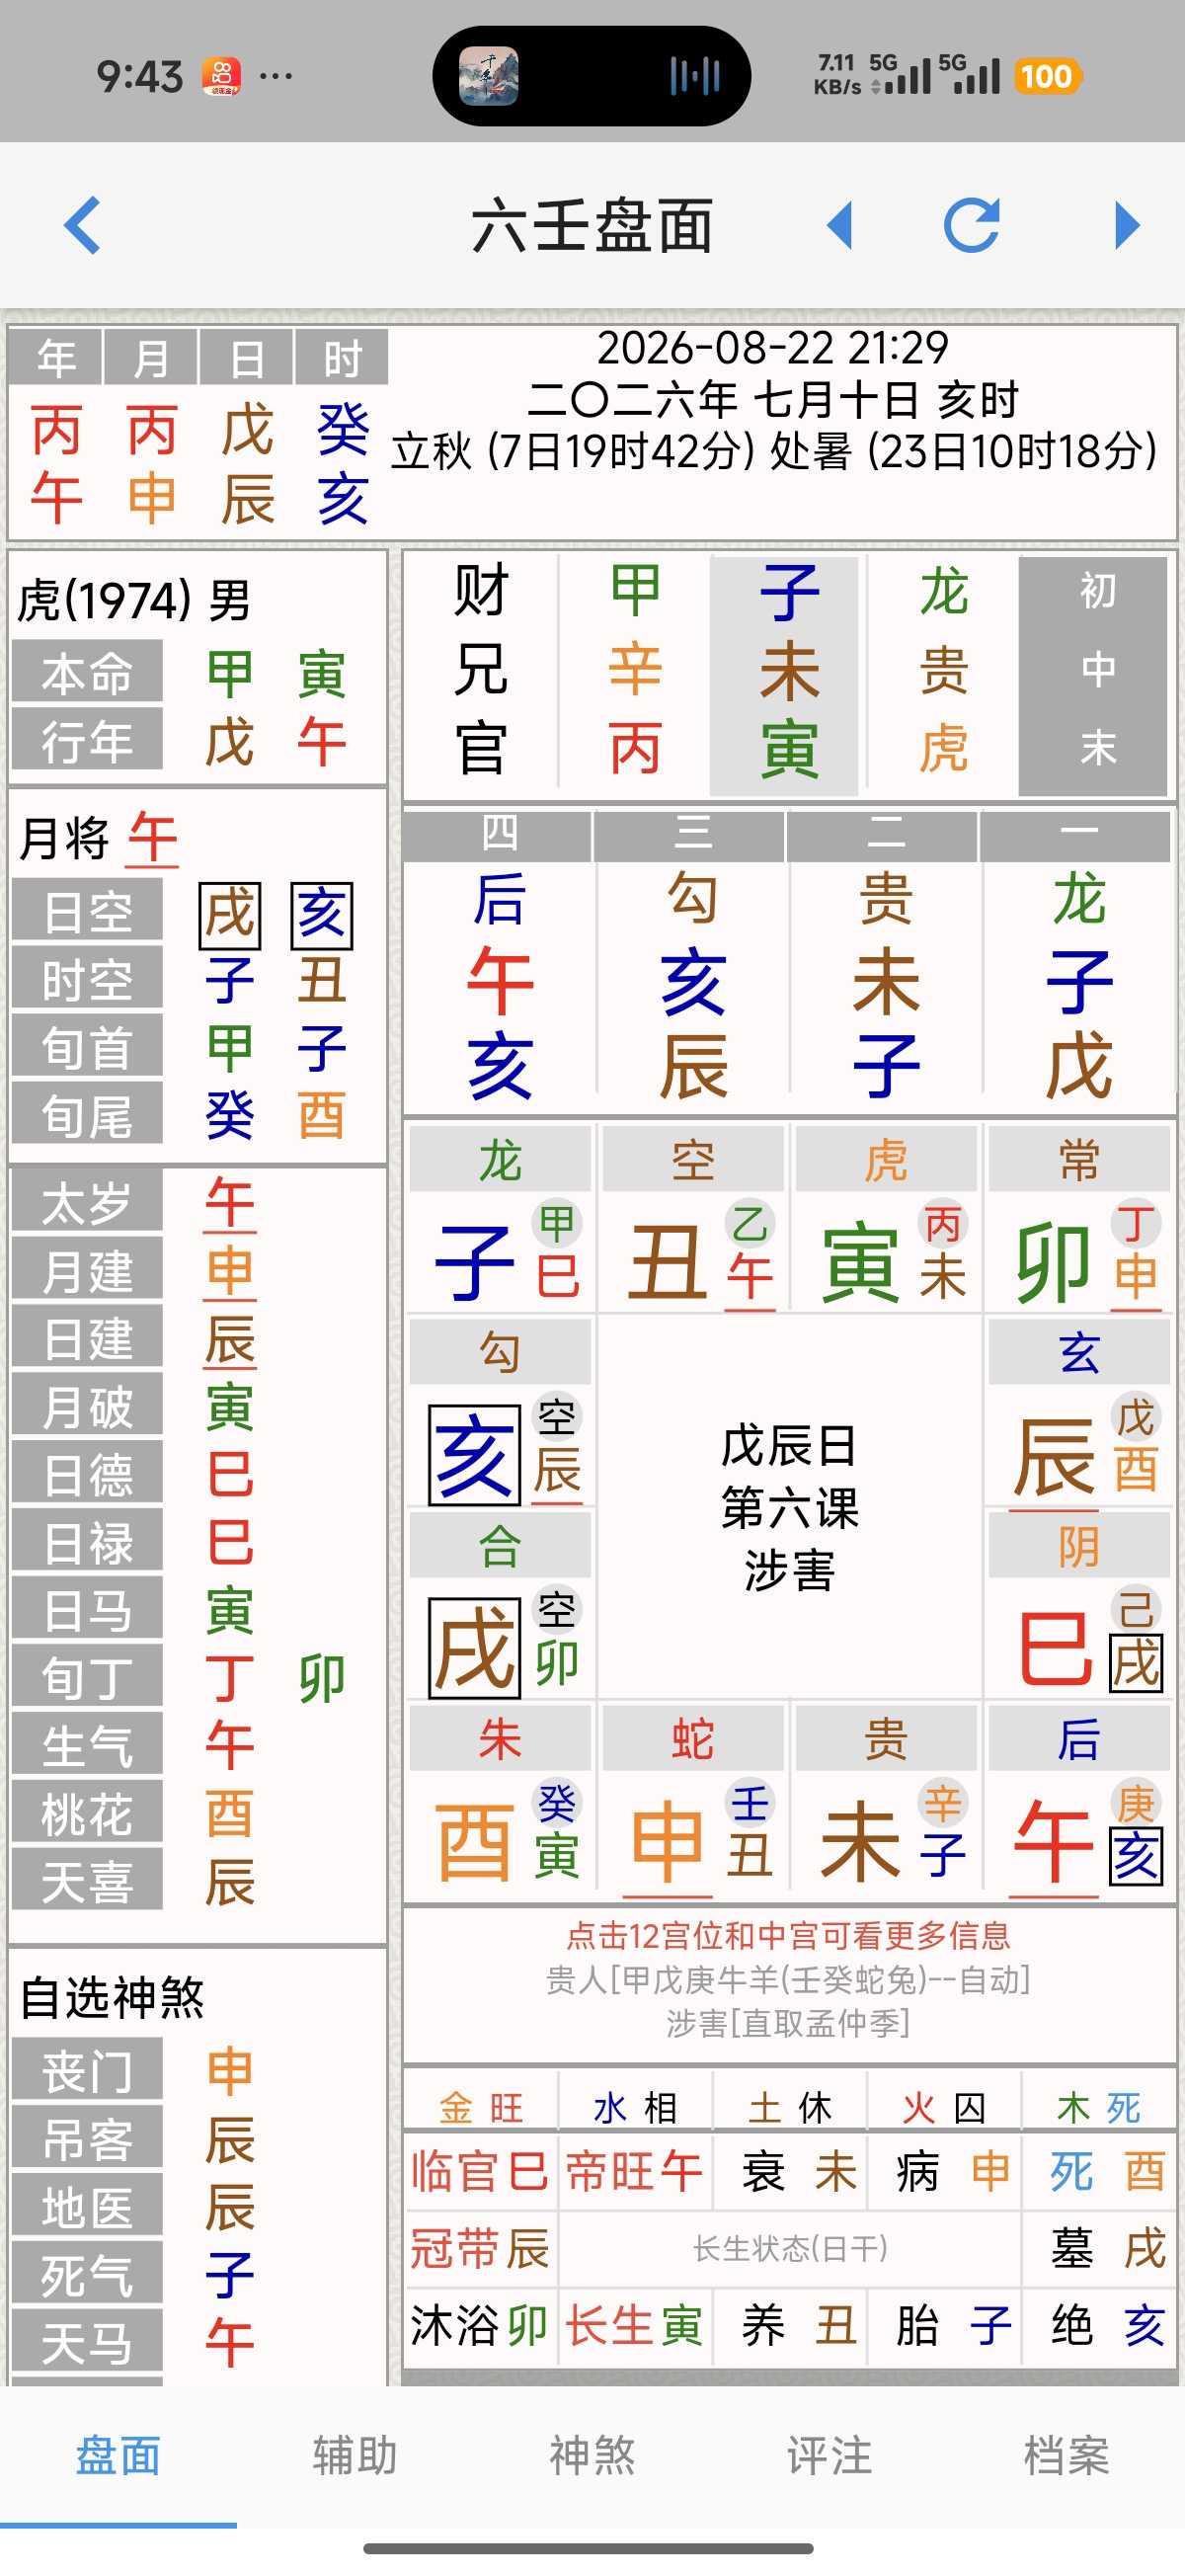 9:43 ... 7.11 KB/s 5G 5G 100
六壬盘面
年 月 日 时
丙 丙 戊 癸
午 申 辰 亥
2026-08-22 21:29
二〇二六年 七月十日 亥时
立秋 (7日19时42分) 处暑 (23日10时18分)
虎(1974) 男
本命 甲 寅
行年 戊 午
月将 午
日空 戌 亥
时空 子 丑
旬首 甲 子
旬尾 癸 酉
太岁 午
月建 申
日建 辰
月破 寅
日德 巳
日禄 巳
日马 寅
旬丁 丁 卯
生气 午
桃花 酉
天喜 辰
自选神煞
丧门 申
吊客 辰
地医 辰
死气 子
天马 午
财 甲 子 龙 初
兄 辛 未 贵 中
官 丙 寅 虎 末
四 三 二 一
后 勾 贵 龙
午 亥 未 子
亥 辰 子 戊
龙 空 虎 常
子 甲 巳 丑 乙 午 寅 丙 未 卯 丁 申
勾 玄
亥 空 辰 辰 戊 酉
合 阴
戌 空 卯 巳 己 戌
戊辰日
第六课
涉害
朱 蛇 贵 后
酉 癸 寅 申 壬 丑 未 辛 子 午 庚 亥
点击12宫位和中宫可看更多信息
贵人[甲戊庚牛羊(壬癸蛇兔)--自动]
涉害[直取孟仲季]
金 旺 水 相 土 休 火 囚 木 死
临官 巳 帝旺 午 衰 未 病 申 死 酉
冠带 辰 长生状态(日干) 墓 戌
沐浴 卯 长生 寅 养 丑 胎 子 绝 亥
盘面 辅助 神煞 评注 档案